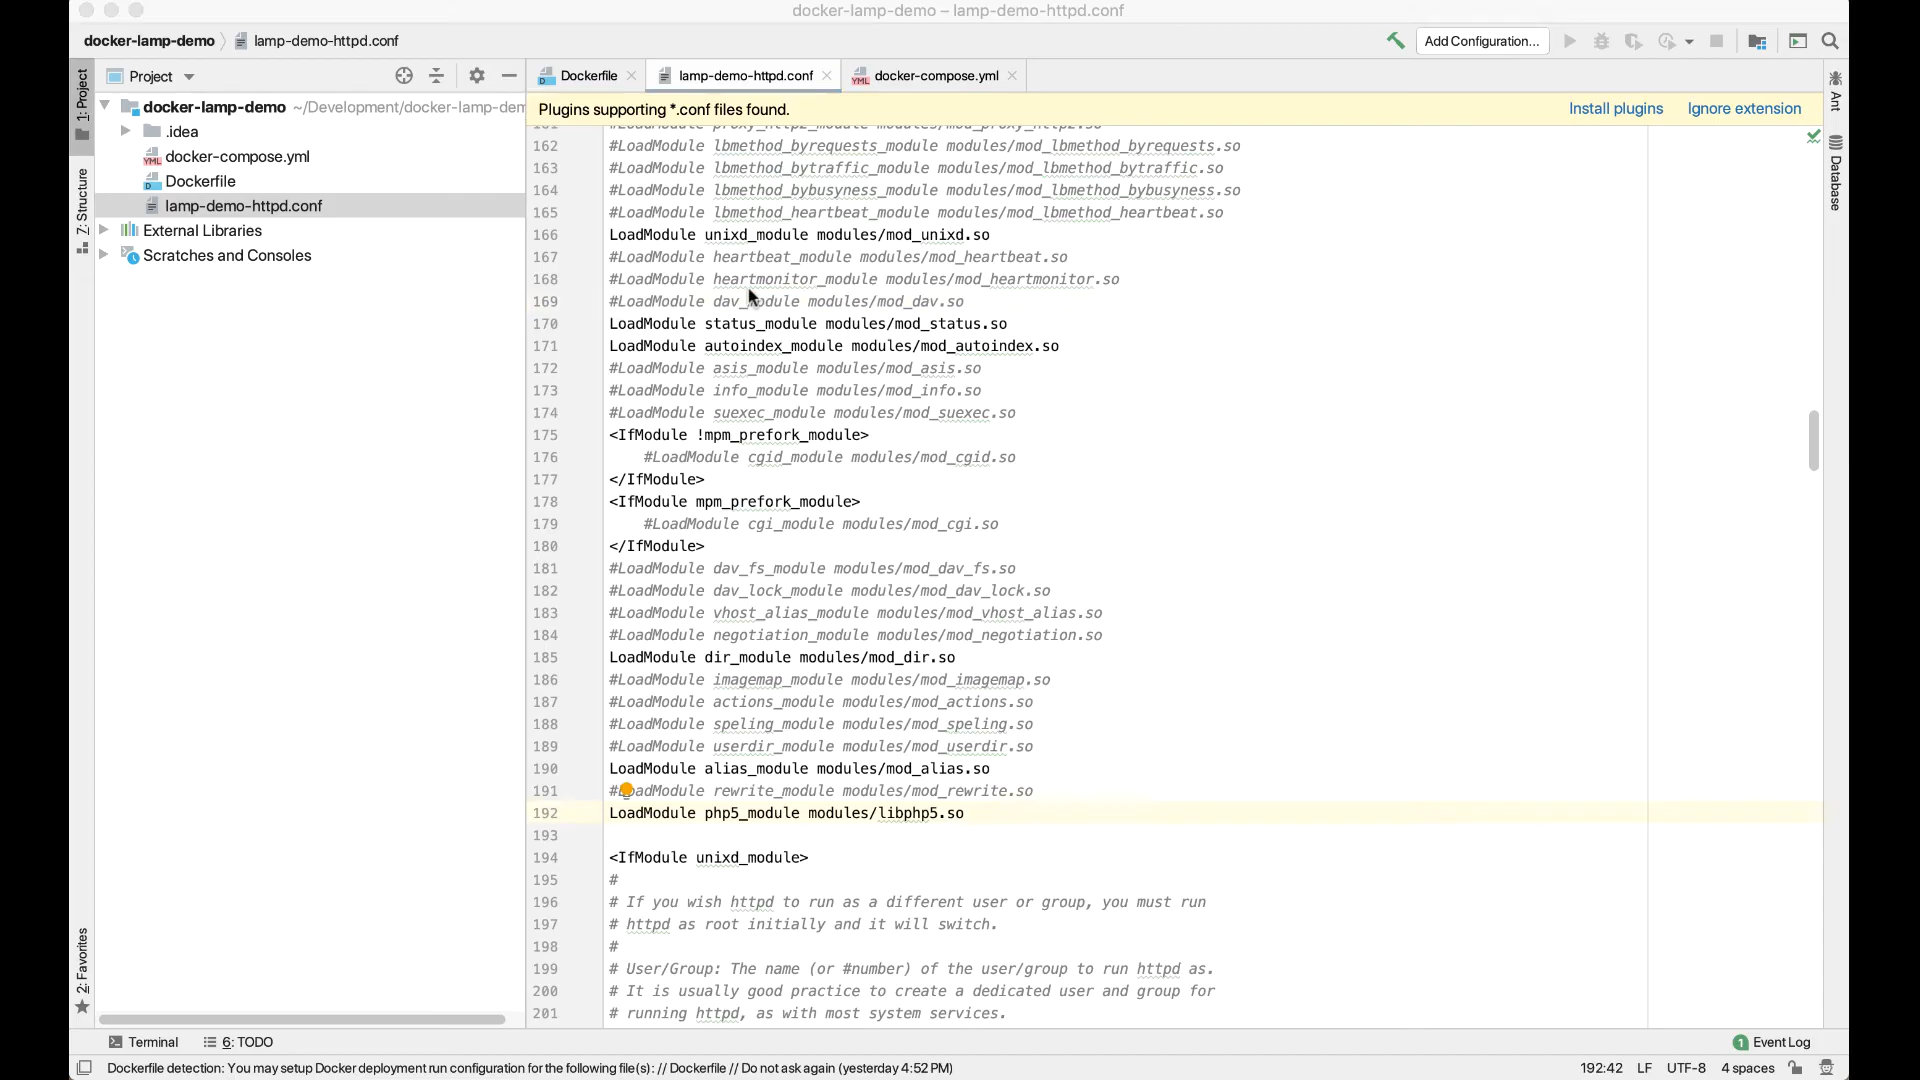 docker-lamp-demo – lamp-demo-httpd.conf
docker-lamp-demo lamp-demo-httpd.conf
Add Configuration...
1: Project
7: Structure
2: Favorites
Project
docker-lamp-demo ~/Development/docker-lamp-dem
.idea
docker-compose.yml
Dockerfile
lamp-demo-httpd.conf
External Libraries
Scratches and Consoles
Dockerfile
lamp-demo-httpd.conf
docker-compose.yml
Plugins supporting *.conf files found.
Install plugins
Ignore extension
161 #LoadModule proxy_http2_module modules/mod_proxy_http2.so
162 #LoadModule lbmethod_byrequests_module modules/mod_lbmethod_byrequests.so
163 #LoadModule lbmethod_bytraffic_module modules/mod_lbmethod_bytraffic.so
164 #LoadModule lbmethod_bybusyness_module modules/mod_lbmethod_bybusyness.so
165 #LoadModule lbmethod_heartbeat_module modules/mod_lbmethod_heartbeat.so
166 LoadModule unixd_module modules/mod_unixd.so
167 #LoadModule heartbeat_module modules/mod_heartbeat.so
168 #LoadModule heartmonitor_module modules/mod_heartmonitor.so
169 #LoadModule dav_module modules/mod_dav.so
170 LoadModule status_module modules/mod_status.so
171 LoadModule autoindex_module modules/mod_autoindex.so
172 #LoadModule asis_module modules/mod_asis.so
173 #LoadModule info_module modules/mod_info.so
174 #LoadModule suexec_module modules/mod_suexec.so
175 <IfModule !mpm_prefork_module>
176 #LoadModule cgid_module modules/mod_cgid.so
177 </IfModule>
178 <IfModule mpm_prefork_module>
179 #LoadModule cgi_module modules/mod_cgi.so
180 </IfModule>
181 #LoadModule dav_fs_module modules/mod_dav_fs.so
182 #LoadModule dav_lock_module modules/mod_dav_lock.so
183 #LoadModule vhost_alias_module modules/mod_vhost_alias.so
184 #LoadModule negotiation_module modules/mod_negotiation.so
185 LoadModule dir_module modules/mod_dir.so
186 #LoadModule imagemap_module modules/mod_imagemap.so
187 #LoadModule actions_module modules/mod_actions.so
188 #LoadModule speling_module modules/mod_speling.so
189 #LoadModule userdir_module modules/mod_userdir.so
190 LoadModule alias_module modules/mod_alias.so
191 #LoadModule rewrite_module modules/mod_rewrite.so
192 LoadModule php5_module modules/libphp5.so
193
194 <IfModule unixd_module>
195 #
196 # If you wish httpd to run as a different user or group, you must run
197 # httpd as root initially and it will switch.
198 #
199 # User/Group: The name (or #number) of the user/group to run httpd as.
200 # It is usually good practice to create a dedicated user and group for
201 # running httpd, as with most system services.
Ant
Database
Terminal
6: TODO
1 Event Log
Dockerfile detection: You may setup Docker deployment run configuration for the following file(s): // Dockerfile // Do not ask again (yesterday 4:52 PM)
192:42 LF UTF-8 4 spaces